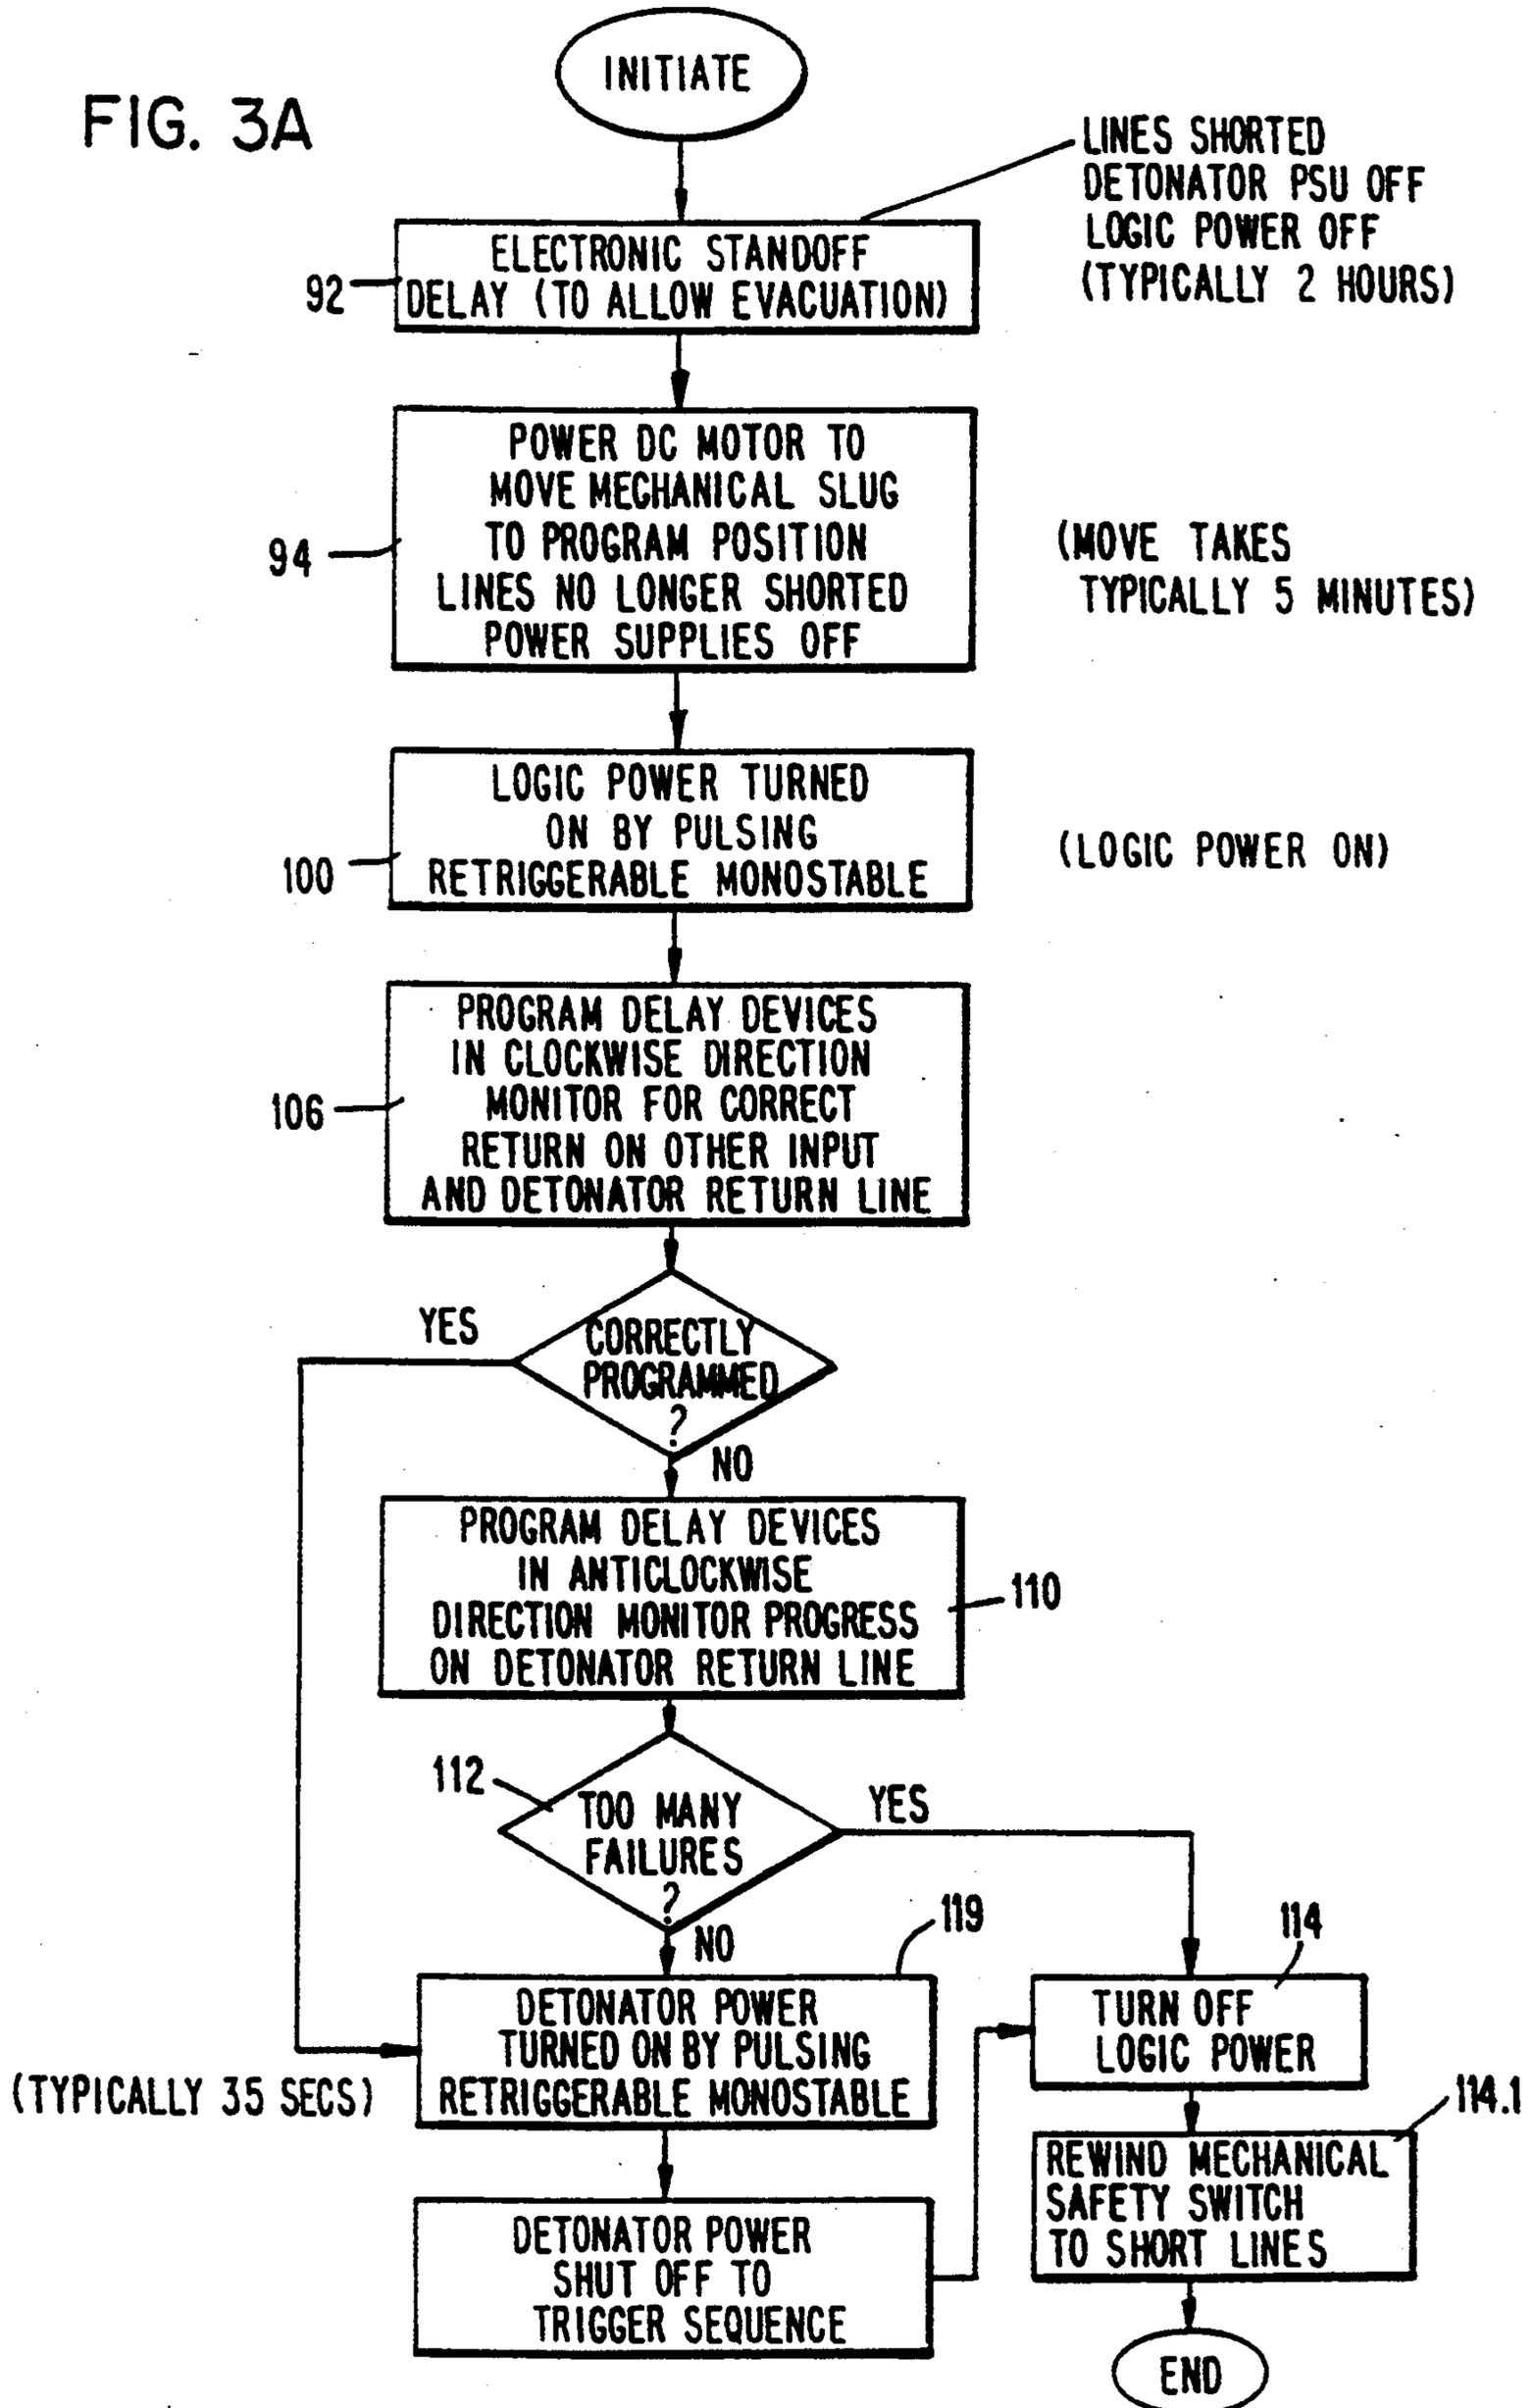 FIG. 3A
INITIATE
LINES SHORTED
DETONATOR PSU OFF
LOGIC POWER OFF
(TYPICALLY 2 HOURS)
92
ELECTRONIC STANDOFF
DELAY (TO ALLOW EVACUATION)
94
POWER DC MOTOR TO
MOVE MECHANICAL SLUG
TO PROGRAM POSITION
LINES NO LONGER SHORTED
POWER SUPPLIES OFF
(MOVE TAKES
TYPICALLY 5 MINUTES)
100
LOGIC POWER TURNED
ON BY PULSING
RETRIGGERABLE MONOSTABLE
(LOGIC POWER ON)
106
PROGRAM DELAY DEVICES
IN CLOCKWISE DIRECTION
MONITOR FOR CORRECT
RETURN ON OTHER INPUT
AND DETONATOR RETURN LINE
YES
CORRECTLY
PROGRAMMED
?
NO
PROGRAM DELAY DEVICES
IN ANTICLOCKWISE
DIRECTION MONITOR PROGRESS
ON DETONATOR RETURN LINE
110
112
TOO MANY
FAILURES
?
YES
NO
119
DETONATOR POWER
TURNED ON BY PULSING
RETRIGGERABLE MONOSTABLE
(TYPICALLY 35 SECS)
114
TURN OFF
LOGIC POWER
114.1
REWIND MECHANICAL
SAFETY SWITCH
TO SHORT LINES
DETONATOR POWER
SHUT OFF TO
TRIGGER SEQUENCE
END